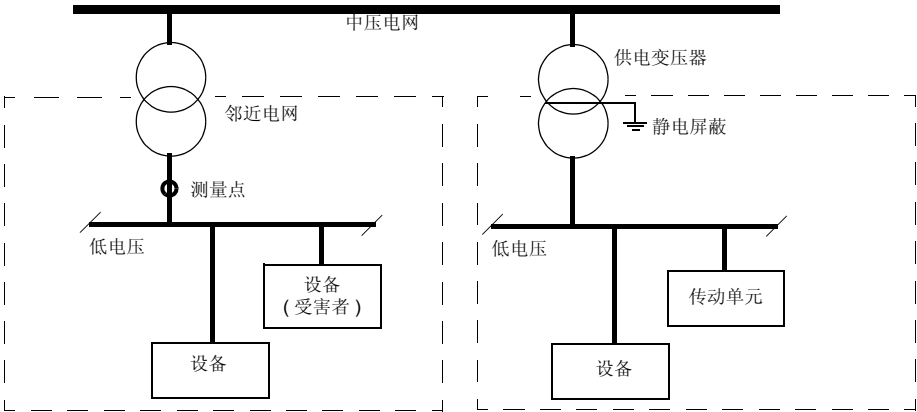 中压电网
供电变压器
邻近电网
静电屏蔽
测量点
低电压
低电压
设备
(受害者)
传动单元
设备
设备